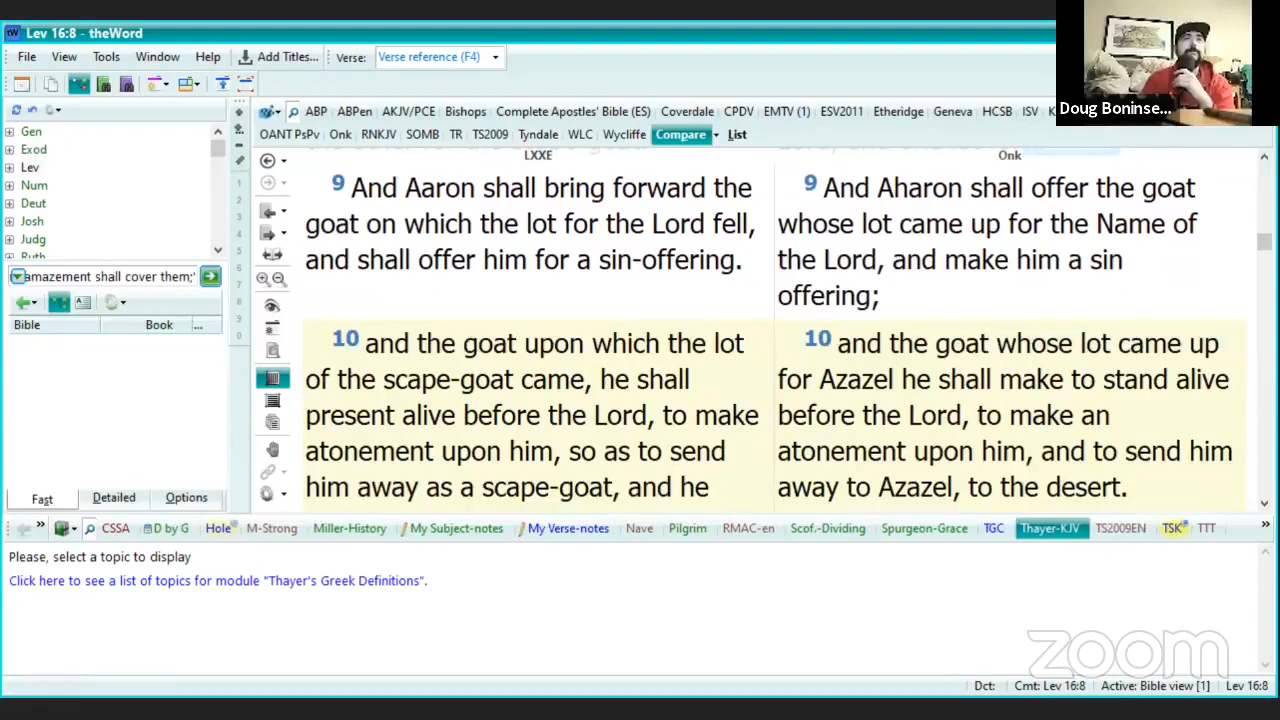 Lev 16:8 - theWord
File View Tools Window Help Add Titles... Verse: Verse reference (F4)
Doug Boninse...
ABP ABPen AKJV/PCE Bishops Complete Apostles' Bible (ES) Coverdale CPDV EMTV (1) ESV2011 Etheridge Geneva HCSB ISV
OANT PsPv Onk RNKJV SOMB TR TS2009 Tyndale WLC Wycliffe Compare List
Gen
Exod
Lev
Num
Deut
Josh
Judg
Ruth
amazement shall cover them;'
Bible Book ...
Fast Detailed Options
1
2
3
4
5
6
7
8
9
0
LXXE
9 And Aaron shall bring forward the
goat on which the lot for the Lord fell,
and shall offer him for a sin-offering.
10 and the goat upon which the lot
of the scape-goat came, he shall
present alive before the Lord, to make
atonement upon him, so as to send
him away as a scape-goat, and he
Onk
9 And Aharon shall offer the goat
whose lot came up for the Name of
the Lord, and make him a sin
offering;
10 and the goat whose lot came up
for Azazel he shall make to stand alive
before the Lord, to make an
atonement upon him, and to send him
away to Azazel, to the desert.
CSSA D by G Hole M-Strong Miller-History My Subject-notes My Verse-notes Nave Pilgrim RMAC-en Scof.-Dividing Spurgeon-Grace TGC Thayer-KJV TS2009EN TSK TTT
Please, select a topic to display
Click here to see a list of topics for module "Thayer's Greek Definitions".
zoom
Dct: Cmt: Lev 16:8 Active: Bible view [1] Lev 16:8